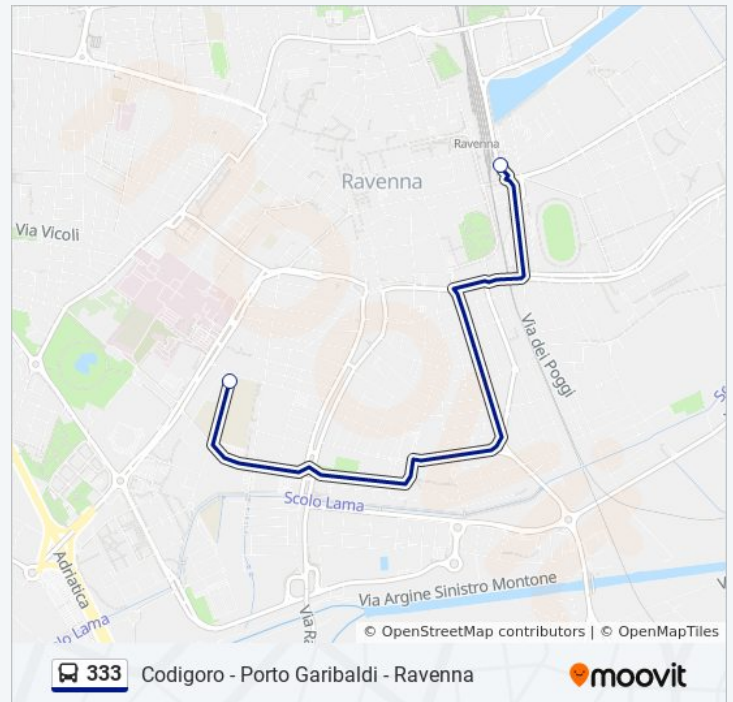 Ravenna
Ravenna
Via Vicoli
Via dei Poggi
Scolo Lama
Adriatica
Via Argine Sinistro Montone
Via Ra
olo Lama
© OpenStreetMap contributors | © OpenMapTiles
333 Codigoro - Porto Garibaldi - Ravenna
moovit